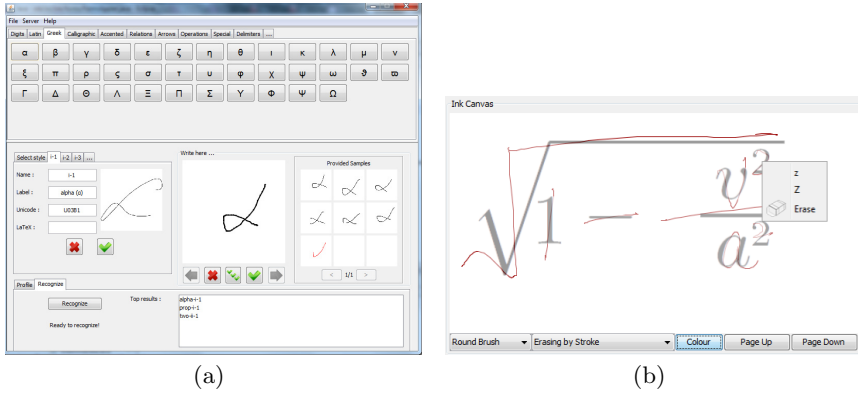 File Server Help
Digits Latin Greek Calligraphic Accented Relations Arrows Operations Special Delimiters ...
α β γ δ ε ζ η θ ι κ λ μ ν
ξ π ρ ς σ τ υ φ χ ψ ω ϑ ϖ
Γ Δ Θ Λ Ξ Π Σ Υ Φ Ψ Ω
Select style i-1 i-2 i-3 ...
Name : i-1
Label : alpha (α)
Unicode : U03B1
LaTeX :
Write here ...
α
Provided Samples
< 1/1 >
Profile Recognize
Recognize
Ready to recognize!
Top results :
alpha-i-1
prop-i-1
two-ii-1
(a)
Ink Canvas
√1 − v²/a²
z
Z
Erase
Round Brush Erasing by Stroke Colour Page Up Page Down
(b)